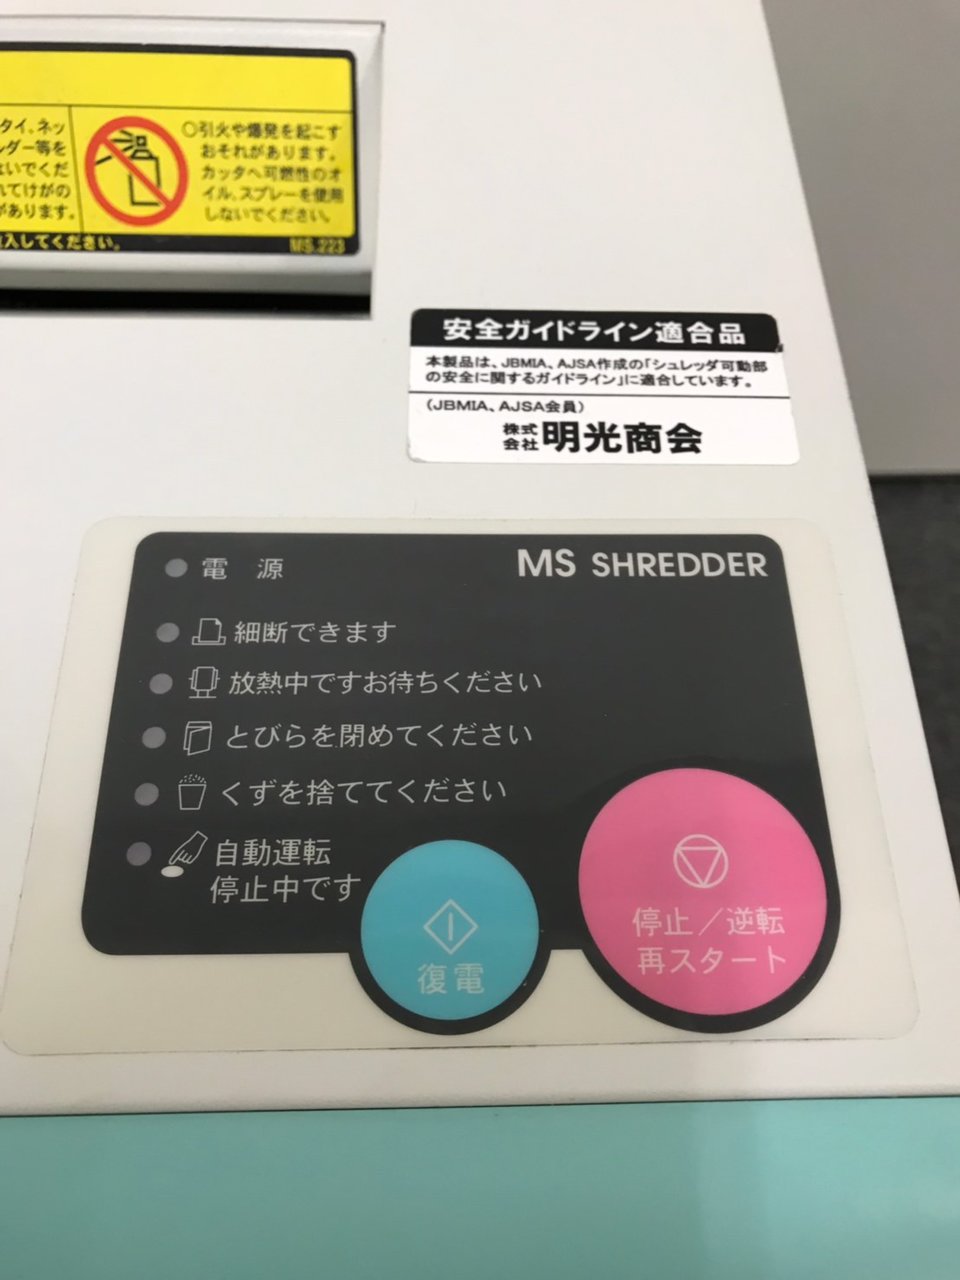 タイ、ネッ
ダー等を
ないでくだ
れてけがの
があります。
○引火や爆発を起こす
おそれがあります。
カッタへ可燃性のオ
イル、スプレーを使用
しないでください。
入してください。
MS.223
安全ガイドライン適合品
本製品は、JBMIA、AJSA作成の「シュレッダ可動部
の安全に関するガイドライン」に適合しています。
(JBMIA、AJSA会員)
株式会社 明光商会
電 源
MS SHREDDER
細断できます
放熱中ですお待ちください
とびらを閉めてください
くずを捨ててください
自動運転
停止中です
復電
停止/逆転
再スタート